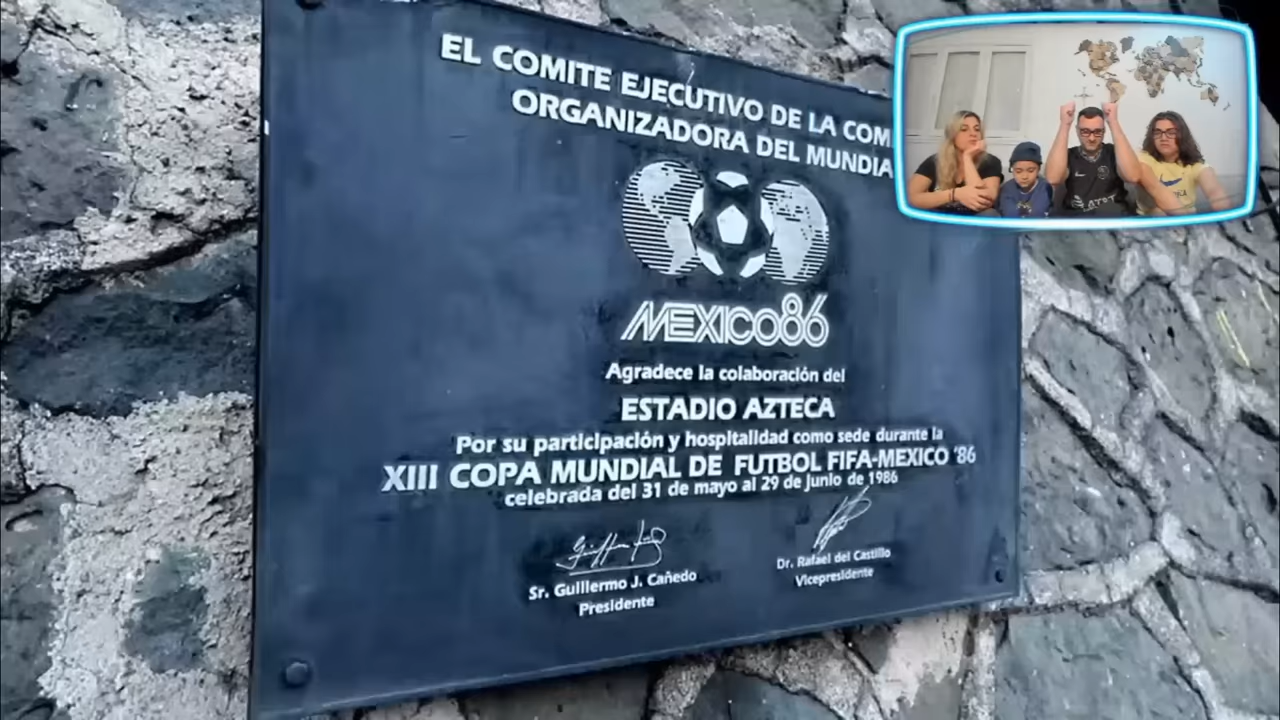 EL COMITE EJECUTIVO DE LA COM
ORGANIZADORA DEL MUNDIA
MEXICO86
Agradece la colaboración del
ESTADIO AZTECA
Por su participación y hospitalidad como sede durante la
XIII COPA MUNDIAL DE FUTBOL FIFA-MEXICO '86
celebrada del 31 de mayo al 29 de junio de 1986
Sr. Guillermo J. Cañedo
Presidente
Dr. Rafael del Castillo
Vicepresidente
AT&T